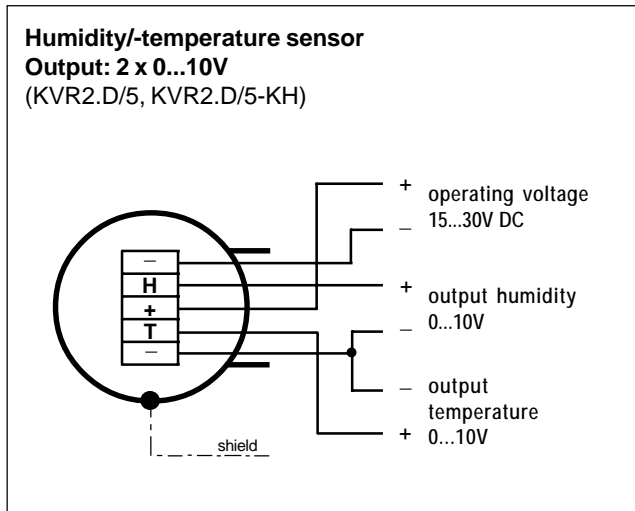 Humidity/-temperature sensor
Output: 2 x 0...10V
(KVR2.D/5, KVR2.D/5-KH)
+ operating voltage
– 15...30V DC
–
H
+
T
–
+ output humidity
– 0...10V
– output
temperature
+ 0...10V
shield